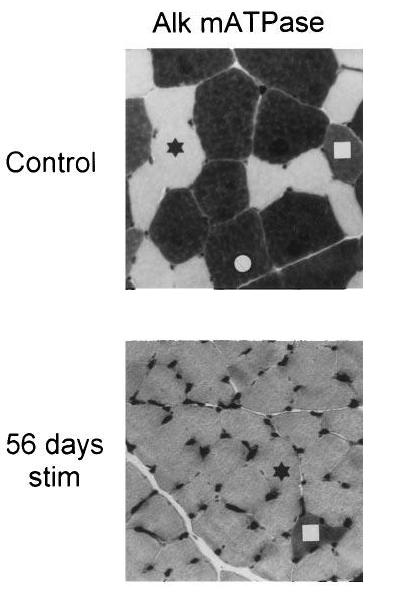 Alk mATPase
Control
56 days
stim